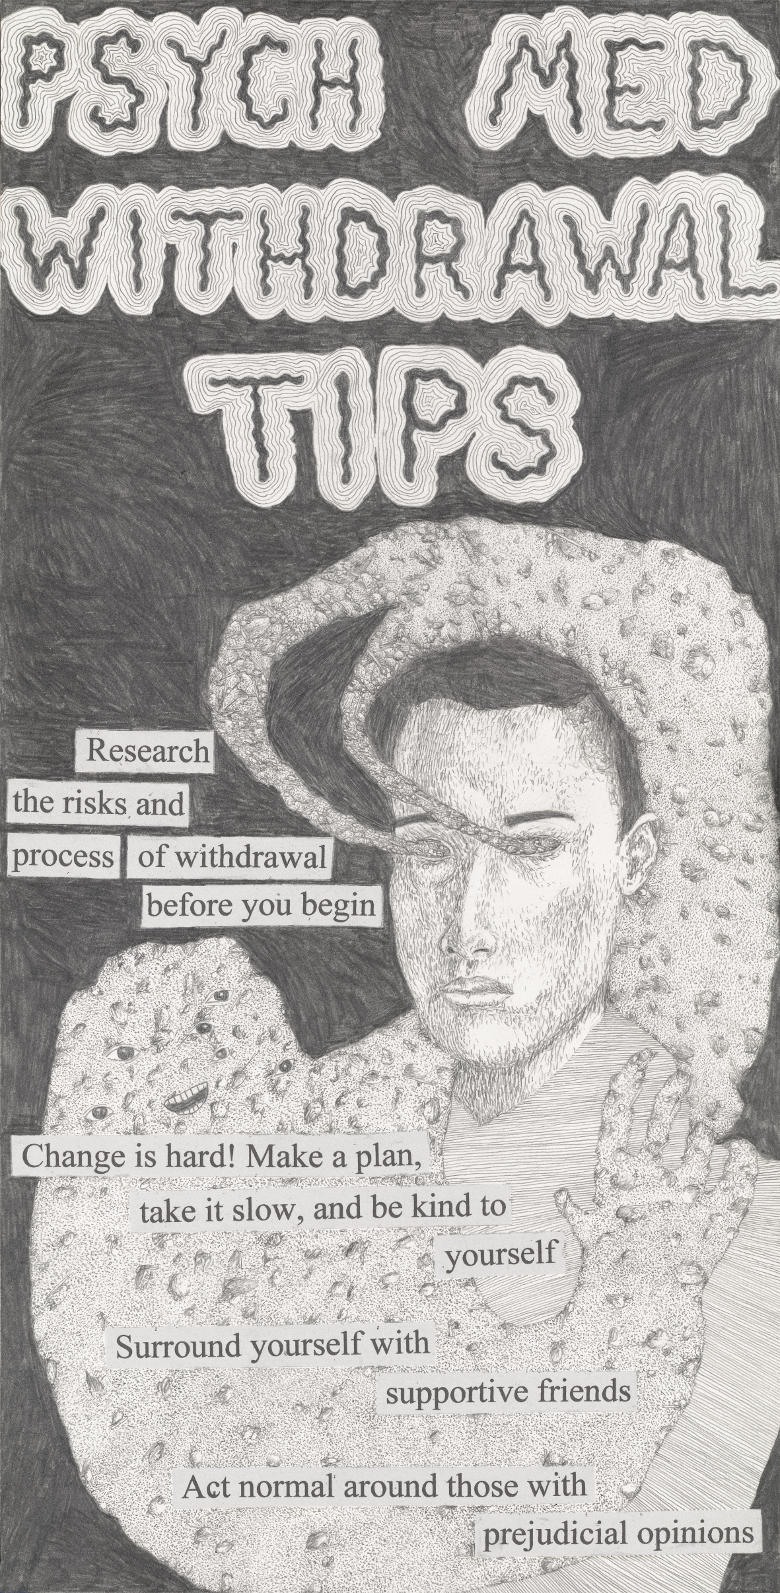 PSYCH MED
WITHDRAWAL
TIPS
Research
the risks and
process of withdrawal
before you begin
Change is hard! Make a plan,
take it slow, and be kind to
yourself
Surround yourself with
supportive friends
Act normal around those with
prejudicial opinions